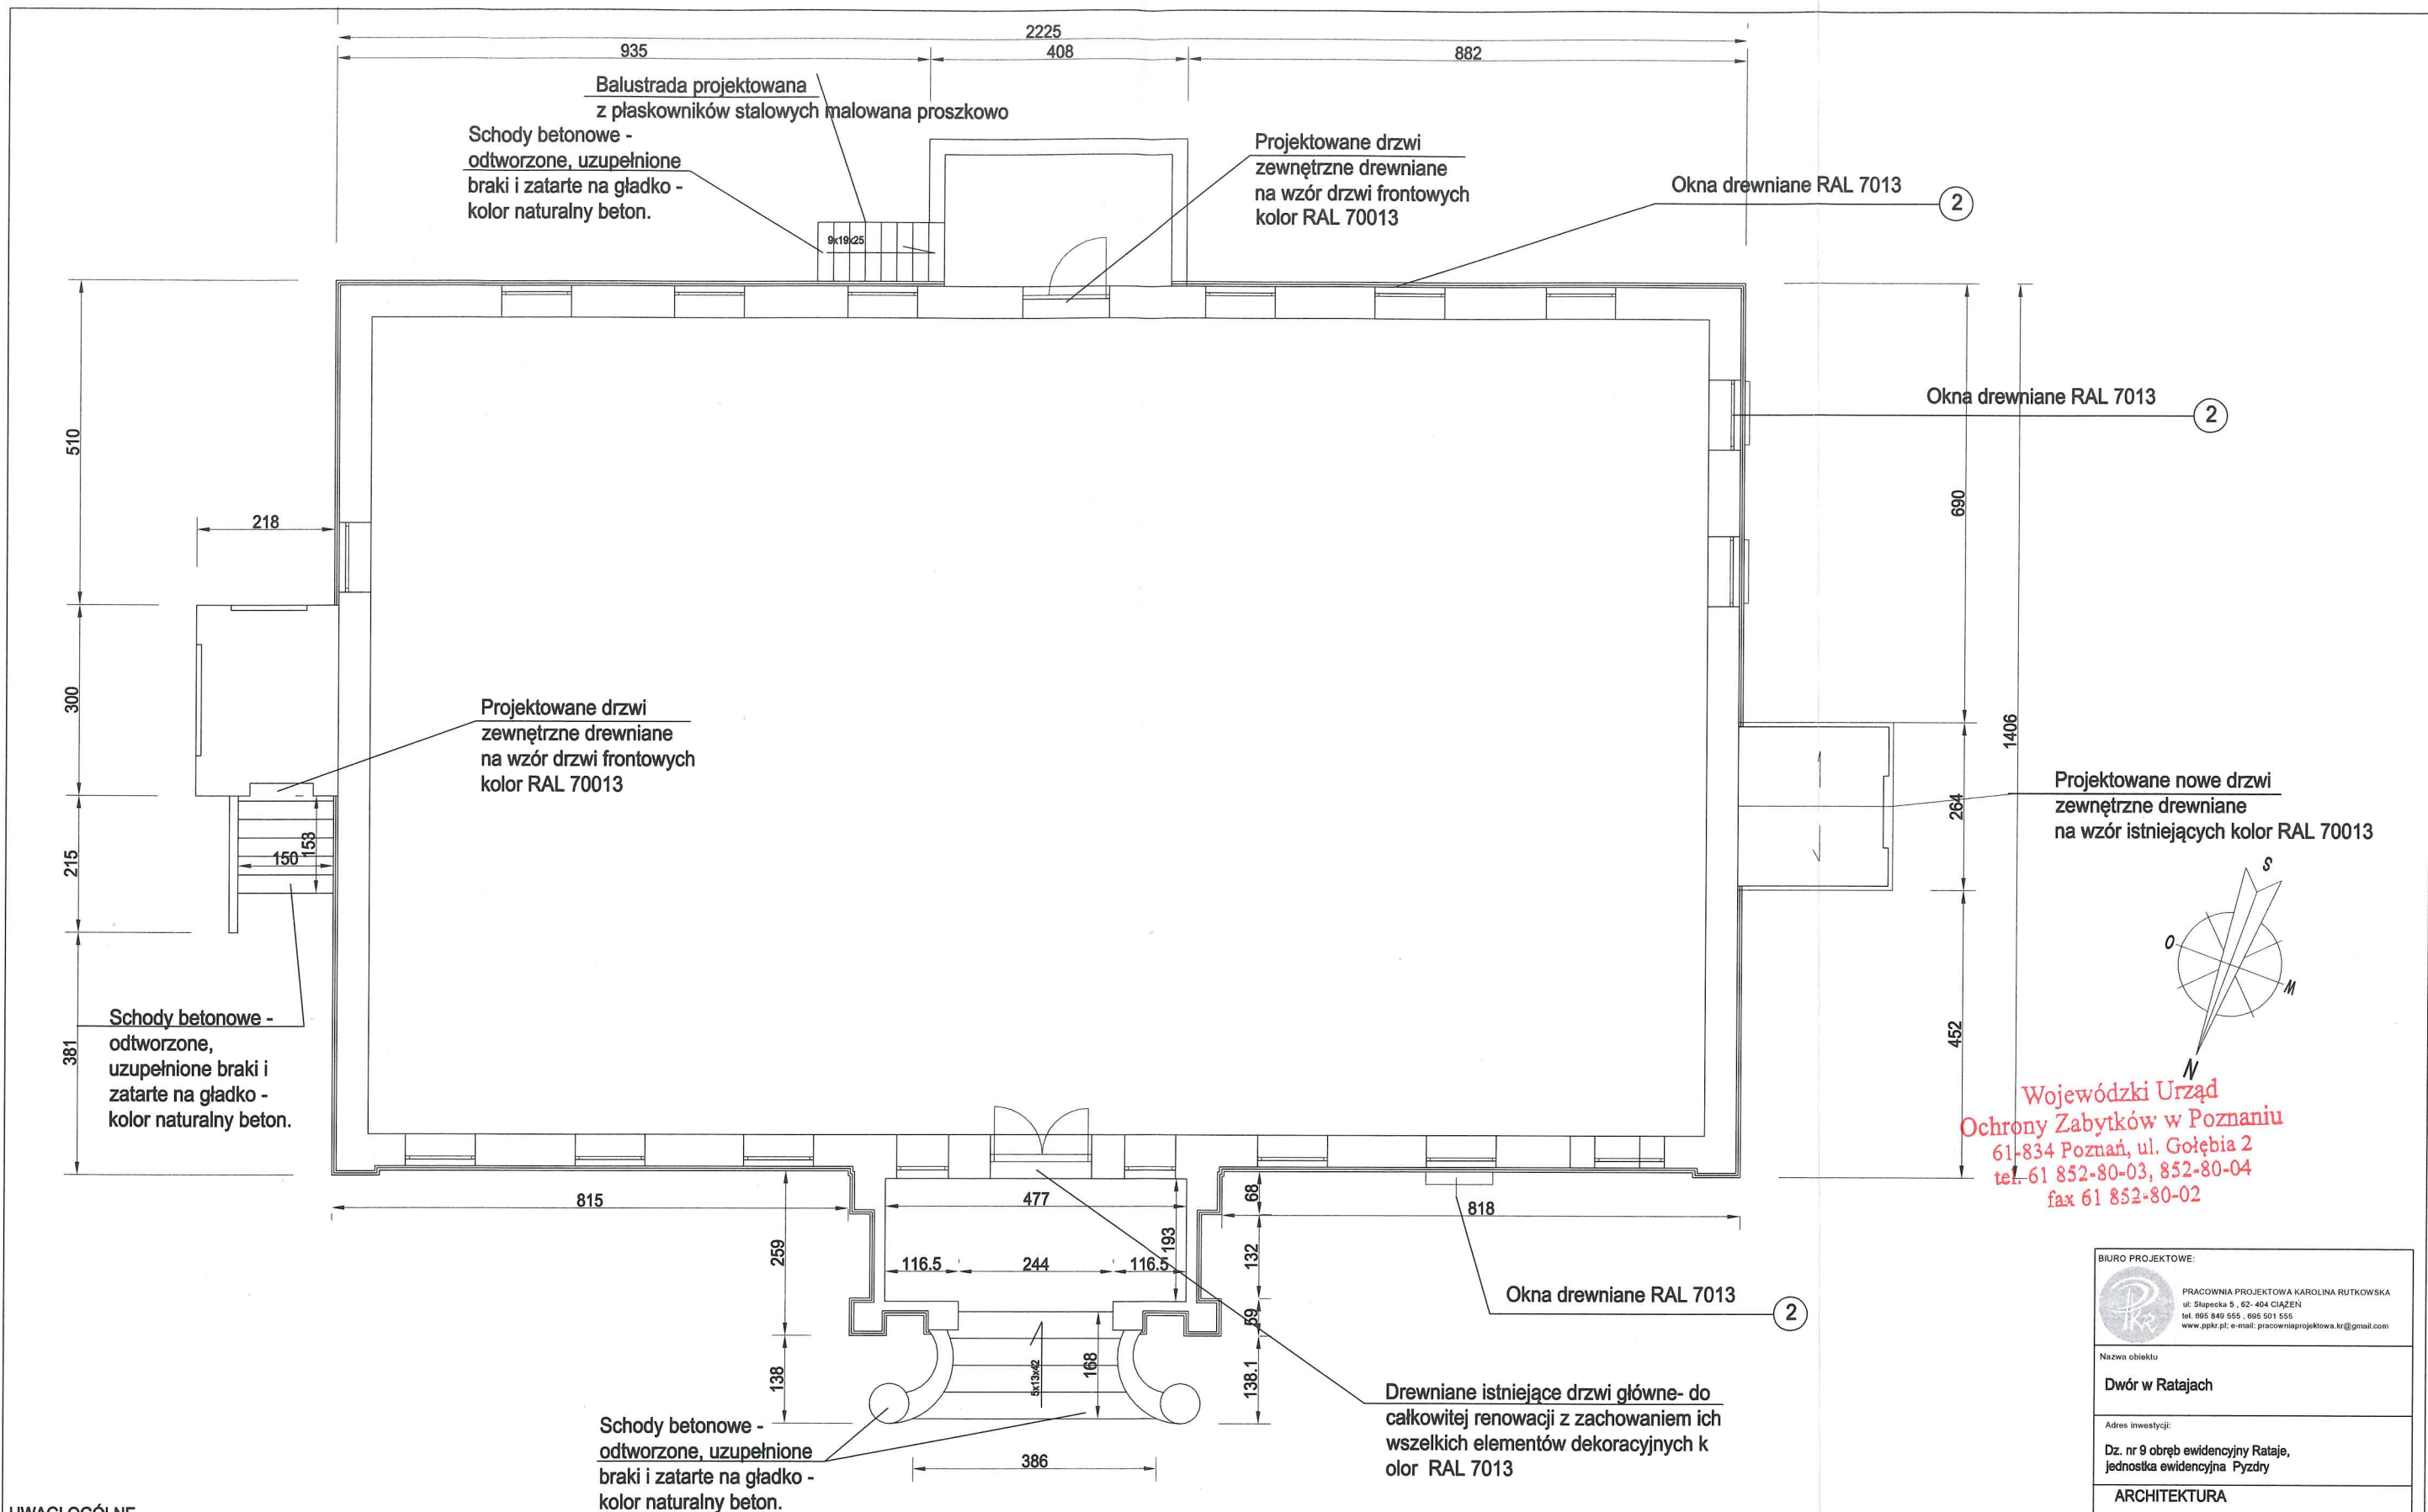 2225
935
408
882
Balustrada projektowana
z płaskowników stalowych malowana proszkowo
Schody betonowe -
odtworzone, uzupełnione
braki i zatarte na gładko -
kolor naturalny beton.
Projektowane drzwi
zewnętrzne drewniane
na wzór drzwi frontowych
kolor RAL 70013
Okna drewniane RAL 7013
2
9x19x25
Okna drewniane RAL 7013
2
510
218
690
300
Projektowane drzwi
zewnętrzne drewniane
na wzór drzwi frontowych
kolor RAL 70013
1406
264
Projektowane nowe drzwi
zewnętrzne drewniane
na wzór istniejących kolor RAL 70013
215
150
153
S
O
M
N
381
452
Schody betonowe -
odtworzone,
uzupełnione braki i
zatarte na gładko -
kolor naturalny beton.
Wojewódzki Urząd
Ochrony Zabytków w Poznaniu
61-834 Poznań, ul. Gołębia 2
tel. 61 852-80-03, 852-80-04
fax 61 852-80-02
815
477
68
818
259
193
132
116.5
244
116.5
59
Okna drewniane RAL 7013
2
138
5x13x42
168
138.1
Drewniane istniejące drzwi główne- do
całkowitej renowacji z zachowaniem ich
wszelkich elementów dekoracyjnych k
olor RAL 7013
Schody betonowe -
odtworzone, uzupełnione
braki i zatarte na gładko -
kolor naturalny beton.
386
BIURO PROJEKTOWE:
PKR
PRACOWNIA PROJEKTOWA KAROLINA RUTKOWSKA
ul: Słupecka 5 , 62- 404 CIĄŻEŃ
tel. 695 849 555 , 695 501 555
www.ppkr.pl; e-mail: pracowniaprojektowa.kr@gmail.com
Nazwa obiektu
Dwór w Ratajach
Adres inwestycji:
Dz. nr 9 obręb ewidencyjny Rataje,
jednostka ewidencyjna Pyzdry
ARCHITEKTURA
UWAGI OGÓLNE